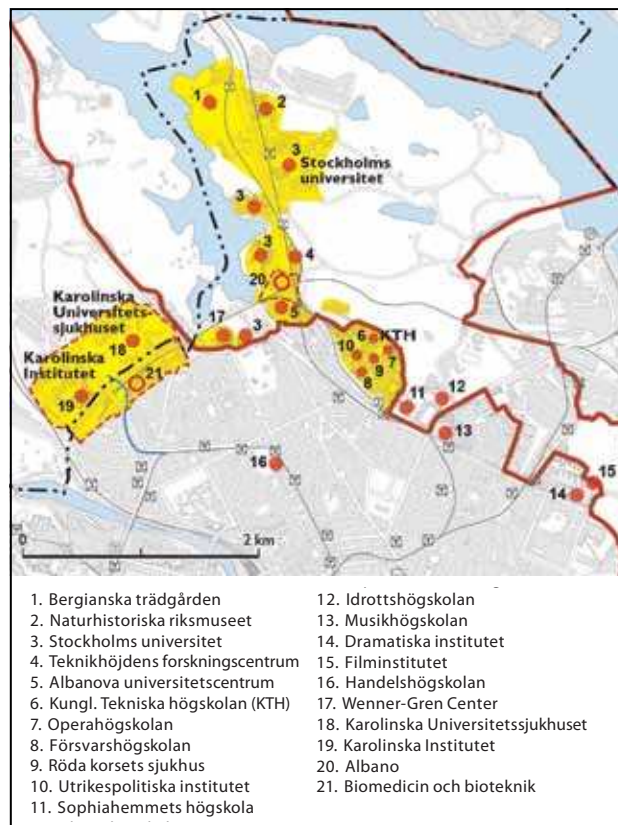 1
2
3
Stockholms
universitet
3
3
4
20
Karolinska
Universitets-
sjukhuset
5
17
3
6
KTH
18
10
7
Karolinska
Institutet
9
21
8
12
19
11
13
16
15
14
0
2 km
1. Bergianska trädgården
2. Naturhistoriska riksmuseet
3. Stockholms universitet
4. Teknikhöjdens forskningscentrum
5. Albanova universitetscentrum
6. Kungl. Tekniska högskolan (KTH)
7. Operahögskolan
8. Försvarshögskolan
9. Röda korsets sjukhus
10. Utrikespolitiska institutet
11. Sophiahemmets högskola
12. Idrottshögskolan
13. Musikhögskolan
14. Dramatiska institutet
15. Filminstitutet
16. Handelshögskolan
17. Wenner-Gren Center
18. Karolinska Universitetssjukhuset
19. Karolinska Institutet
20. Albano
21. Biomedicin och bioteknik